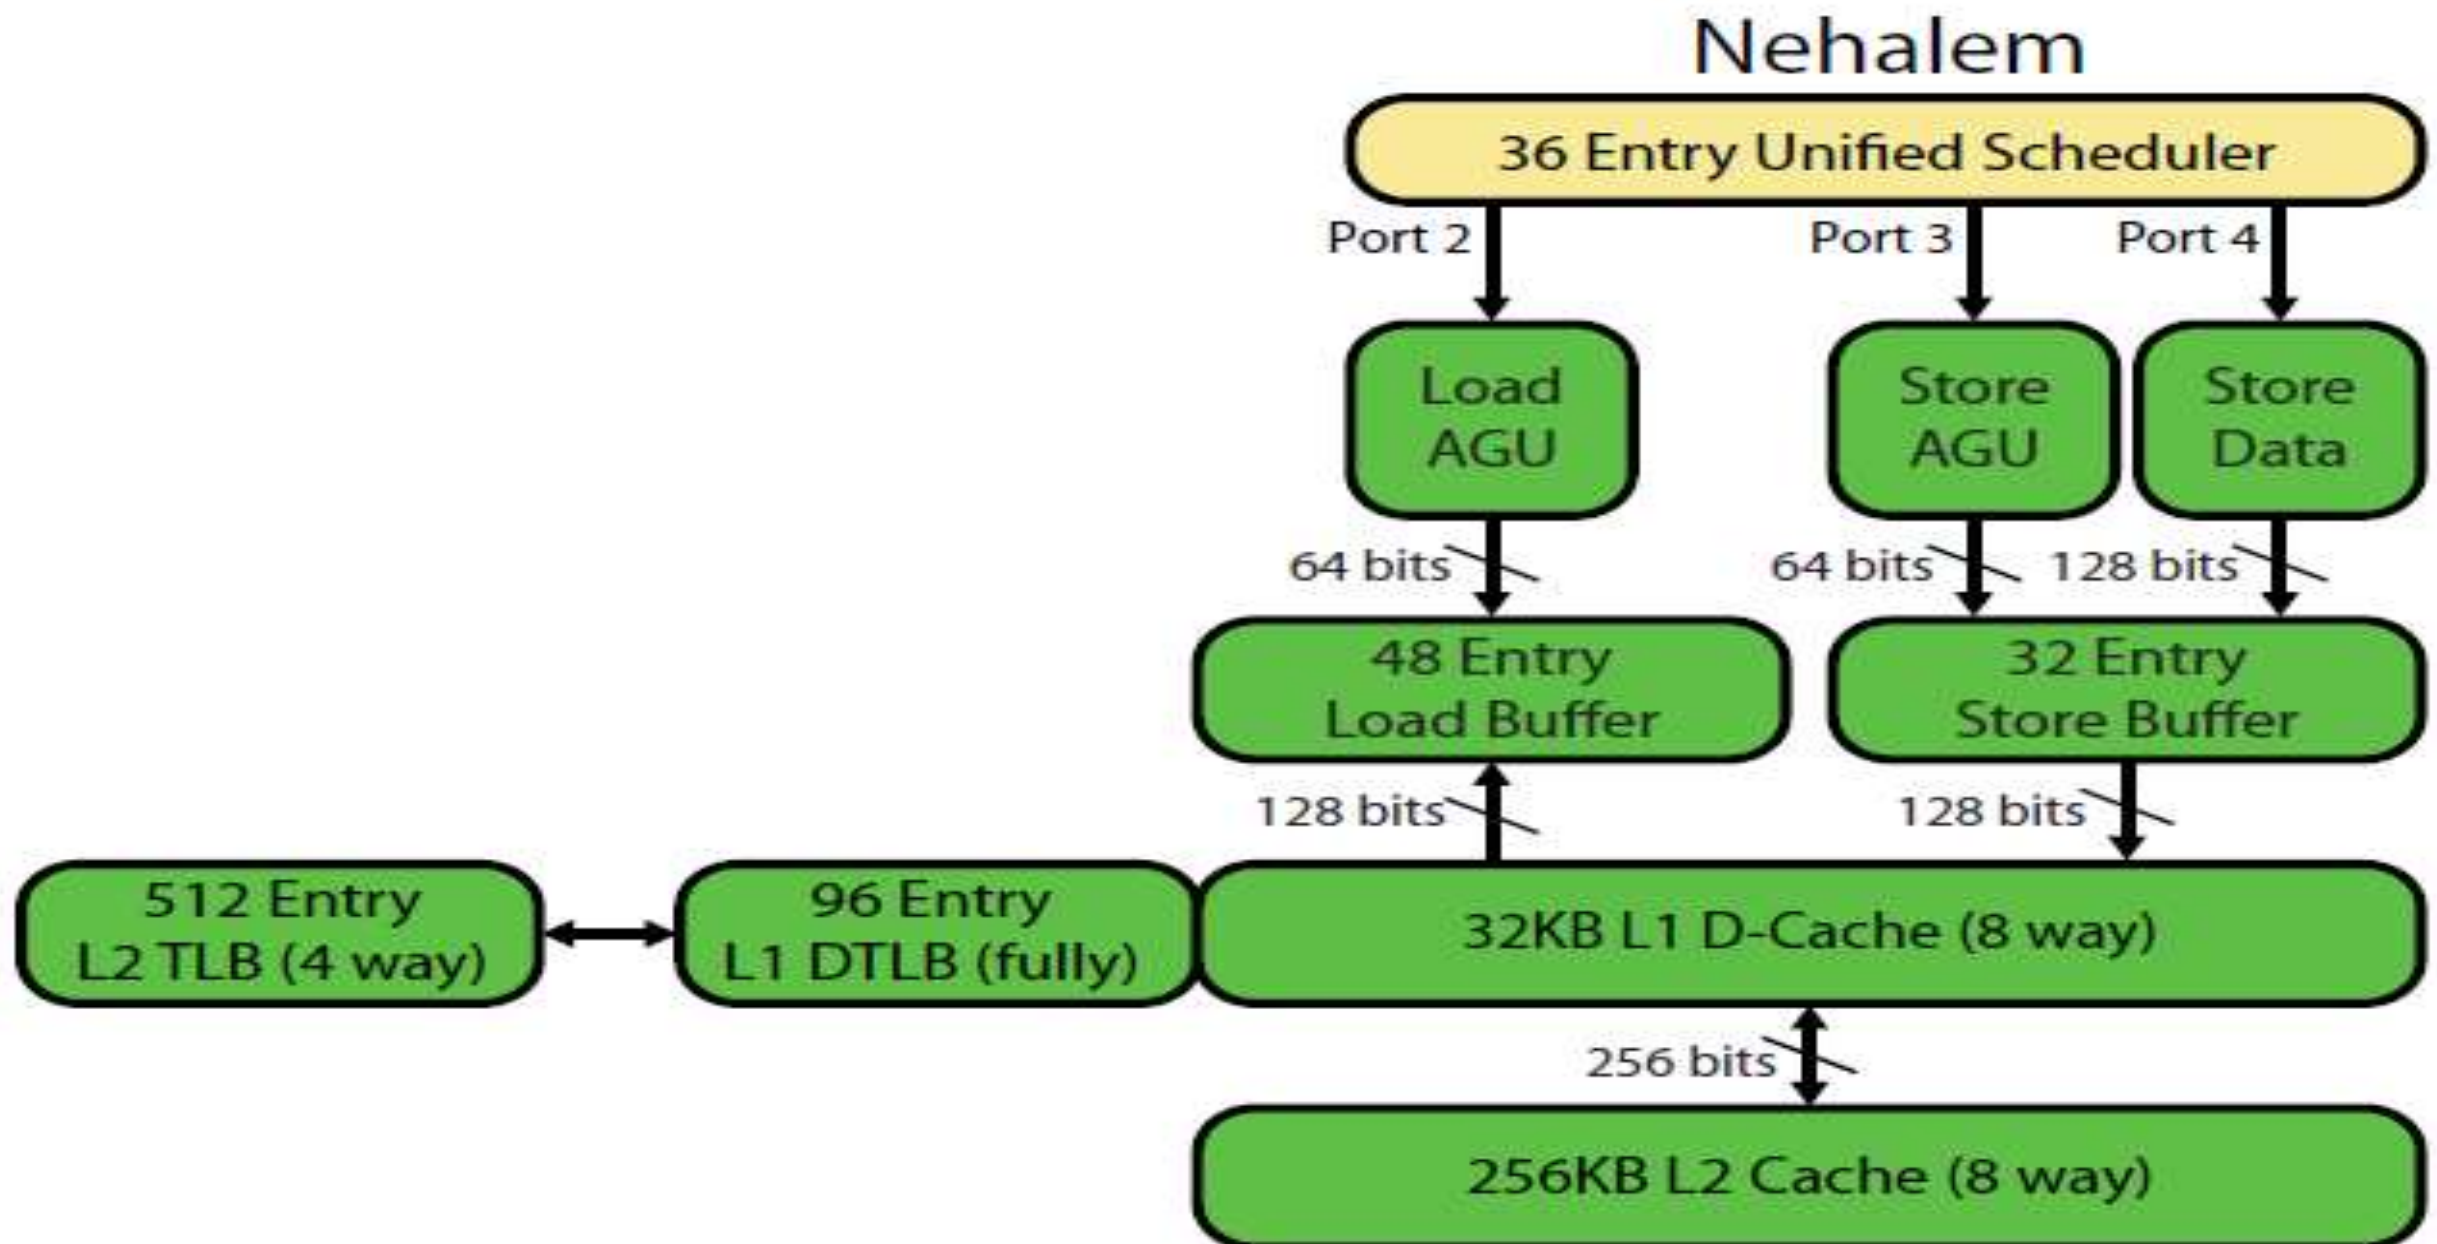 Nehalem
36 Entry Unified Scheduler
Port 2
Port 3
Port 4
Load
AGU
Store
AGU
Store
Data
64 bits
64 bits
128 bits
48 Entry
Load Buffer
32 Entry
Store Buffer
128 bits
128 bits
512 Entry
L2 TLB (4 way)
96 Entry
L1 DTLB (fully)
32KB L1 D-Cache (8 way)
256 bits
256KB L2 Cache (8 way)